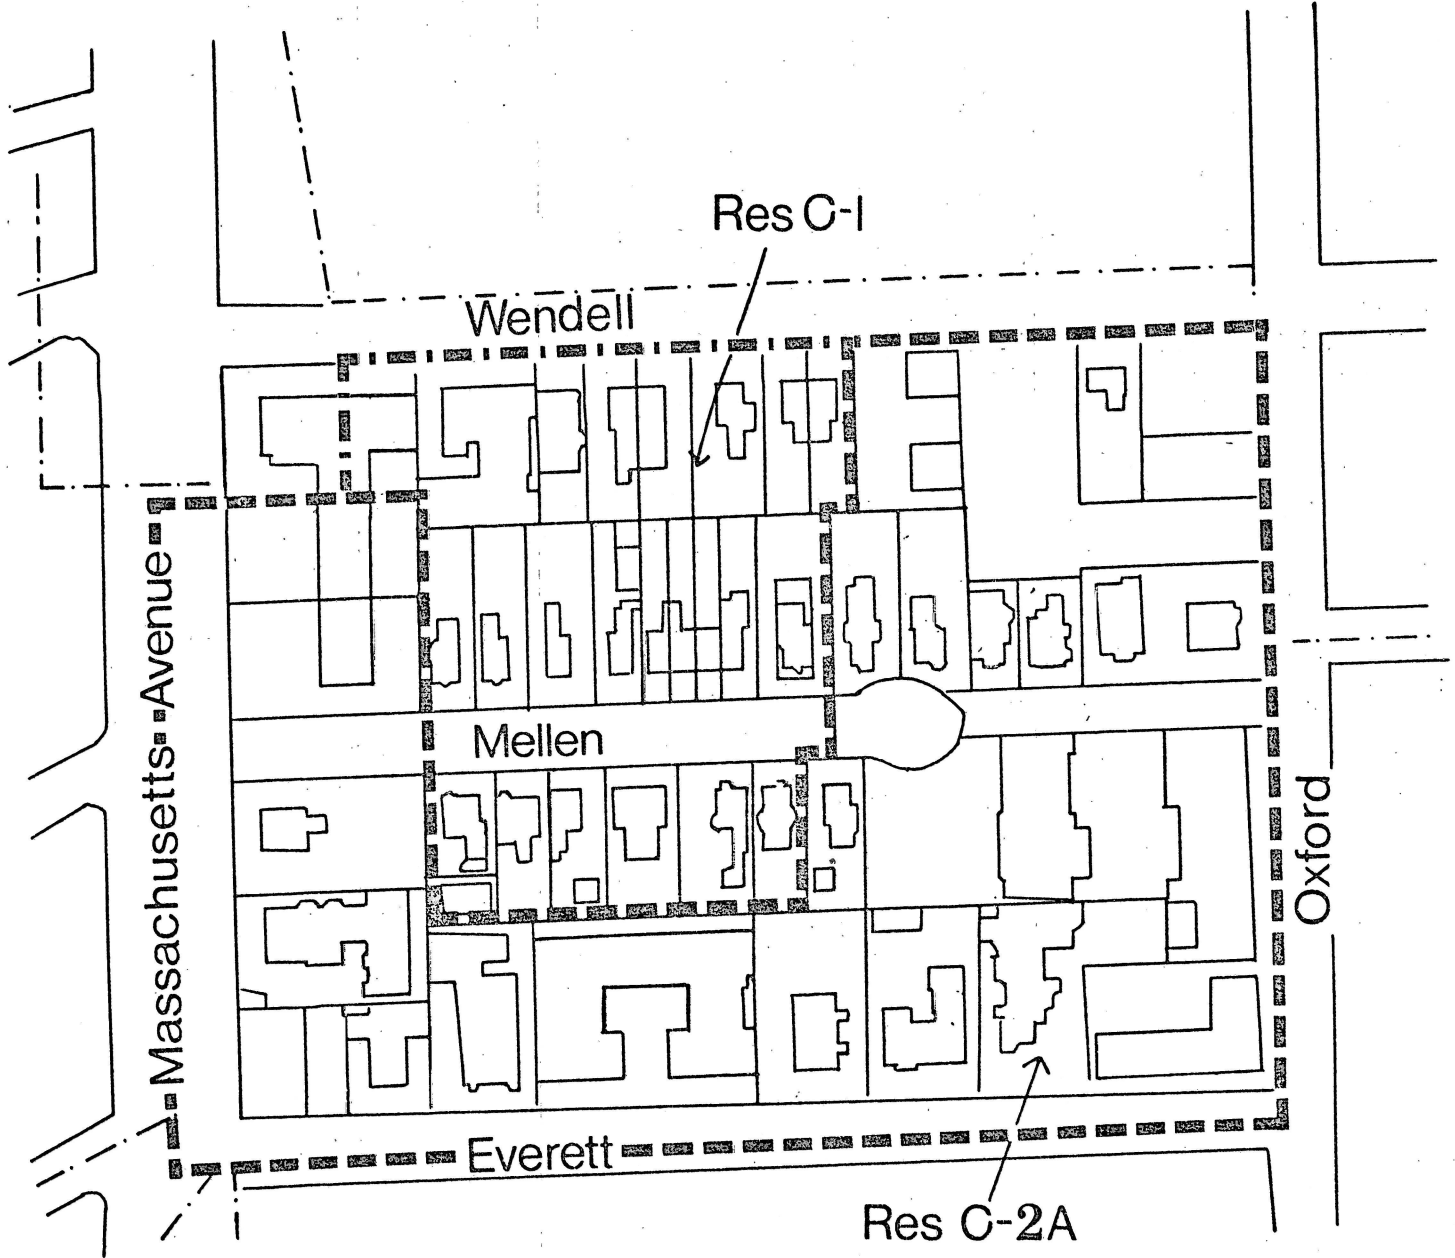 Res C-1
Wendell
Massachusetts Avenue
Mellen
Oxford
Everett
Res C-2A